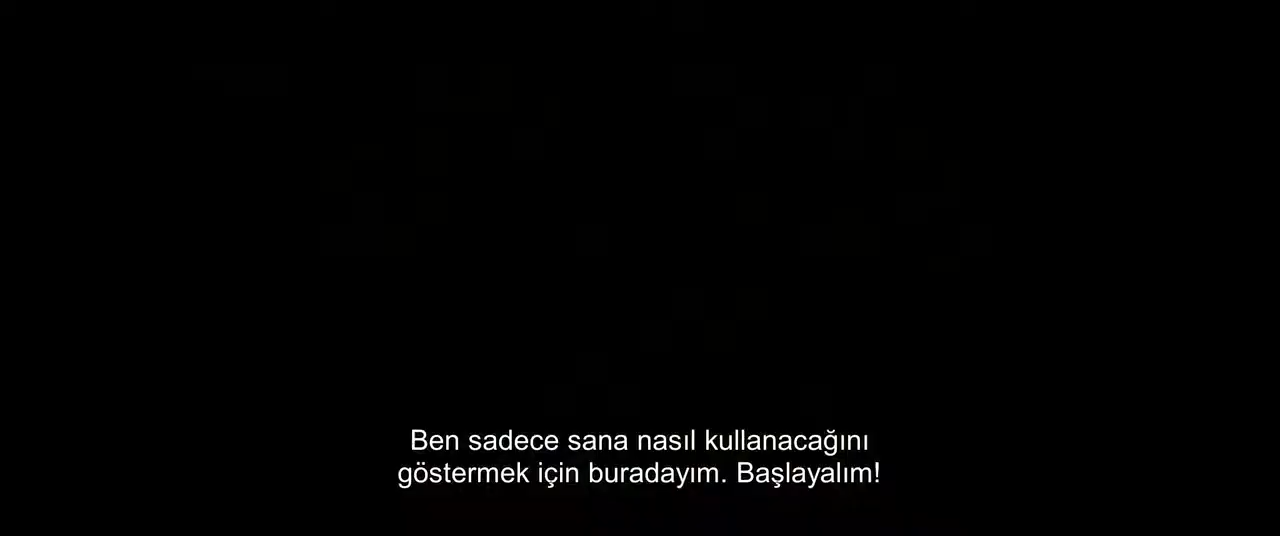 Ben sadece sana nasıl kullanacağını
göstermek için buradayım. Başlayalım!